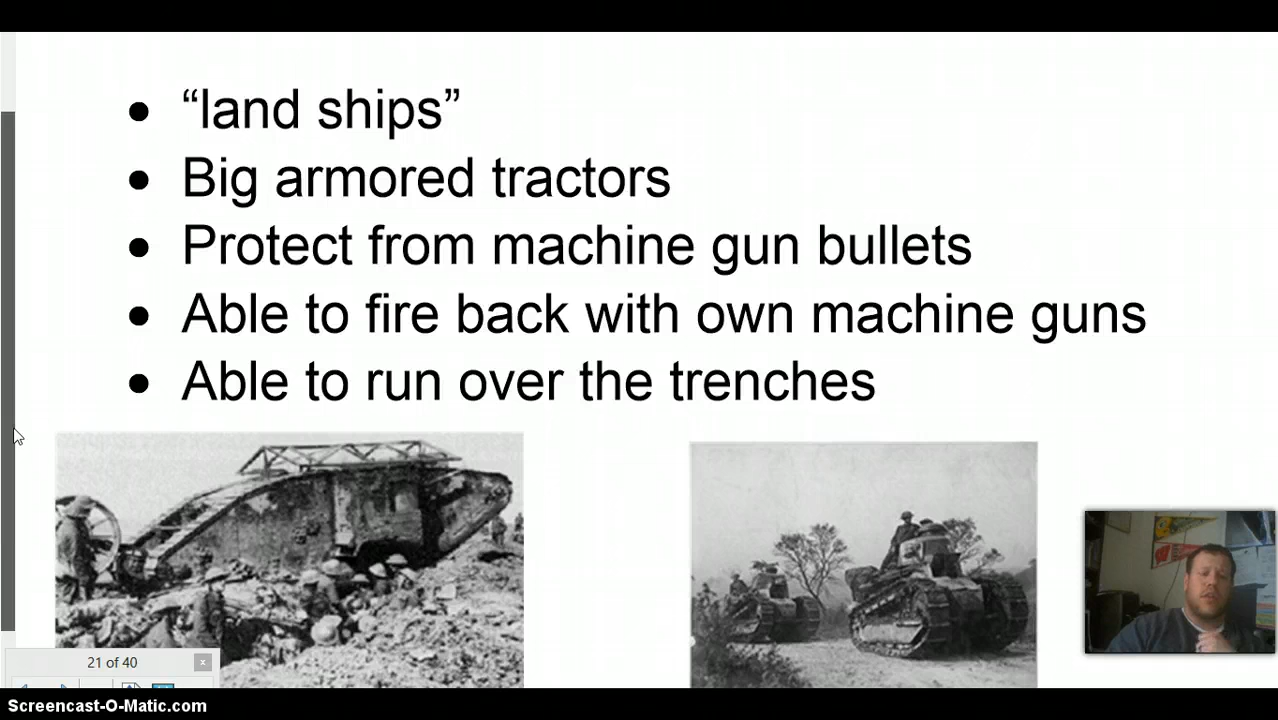 “land ships”
Big armored tractors
Protect from machine gun bullets
Able to fire back with own machine guns
Able to run over the trenches
21 of 40
x
Screencast-O-Matic.com